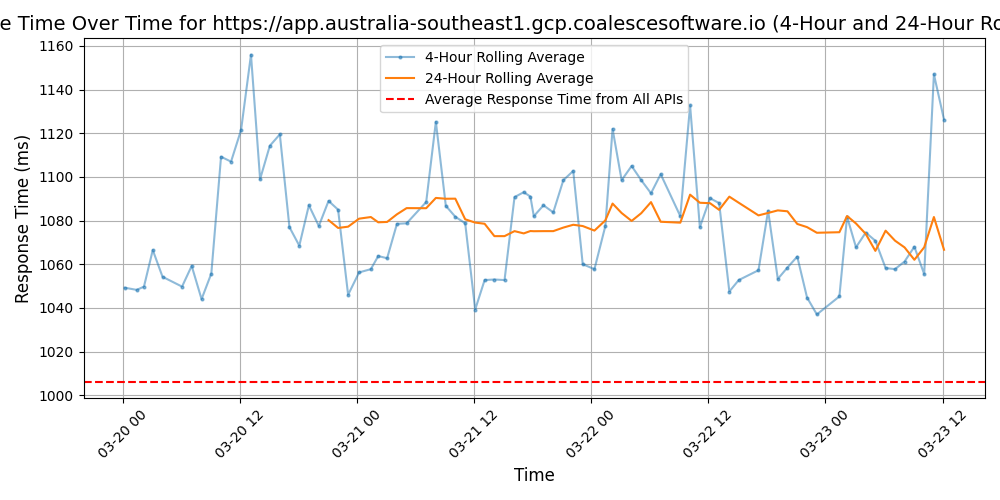 e Time Over Time for https://app.australia-southeast1.gcp.coalescesoftware.io (4-Hour and 24-Hour Ro
4-Hour Rolling Average
24-Hour Rolling Average
Average Response Time from All APIs
Response Time (ms)
1160
1140
1120
1100
1080
1060
1040
1020
1000
03-20 00
03-20 12
03-21 00
03-21 12
03-22 00
03-22 12
03-23 00
03-23 12
Time